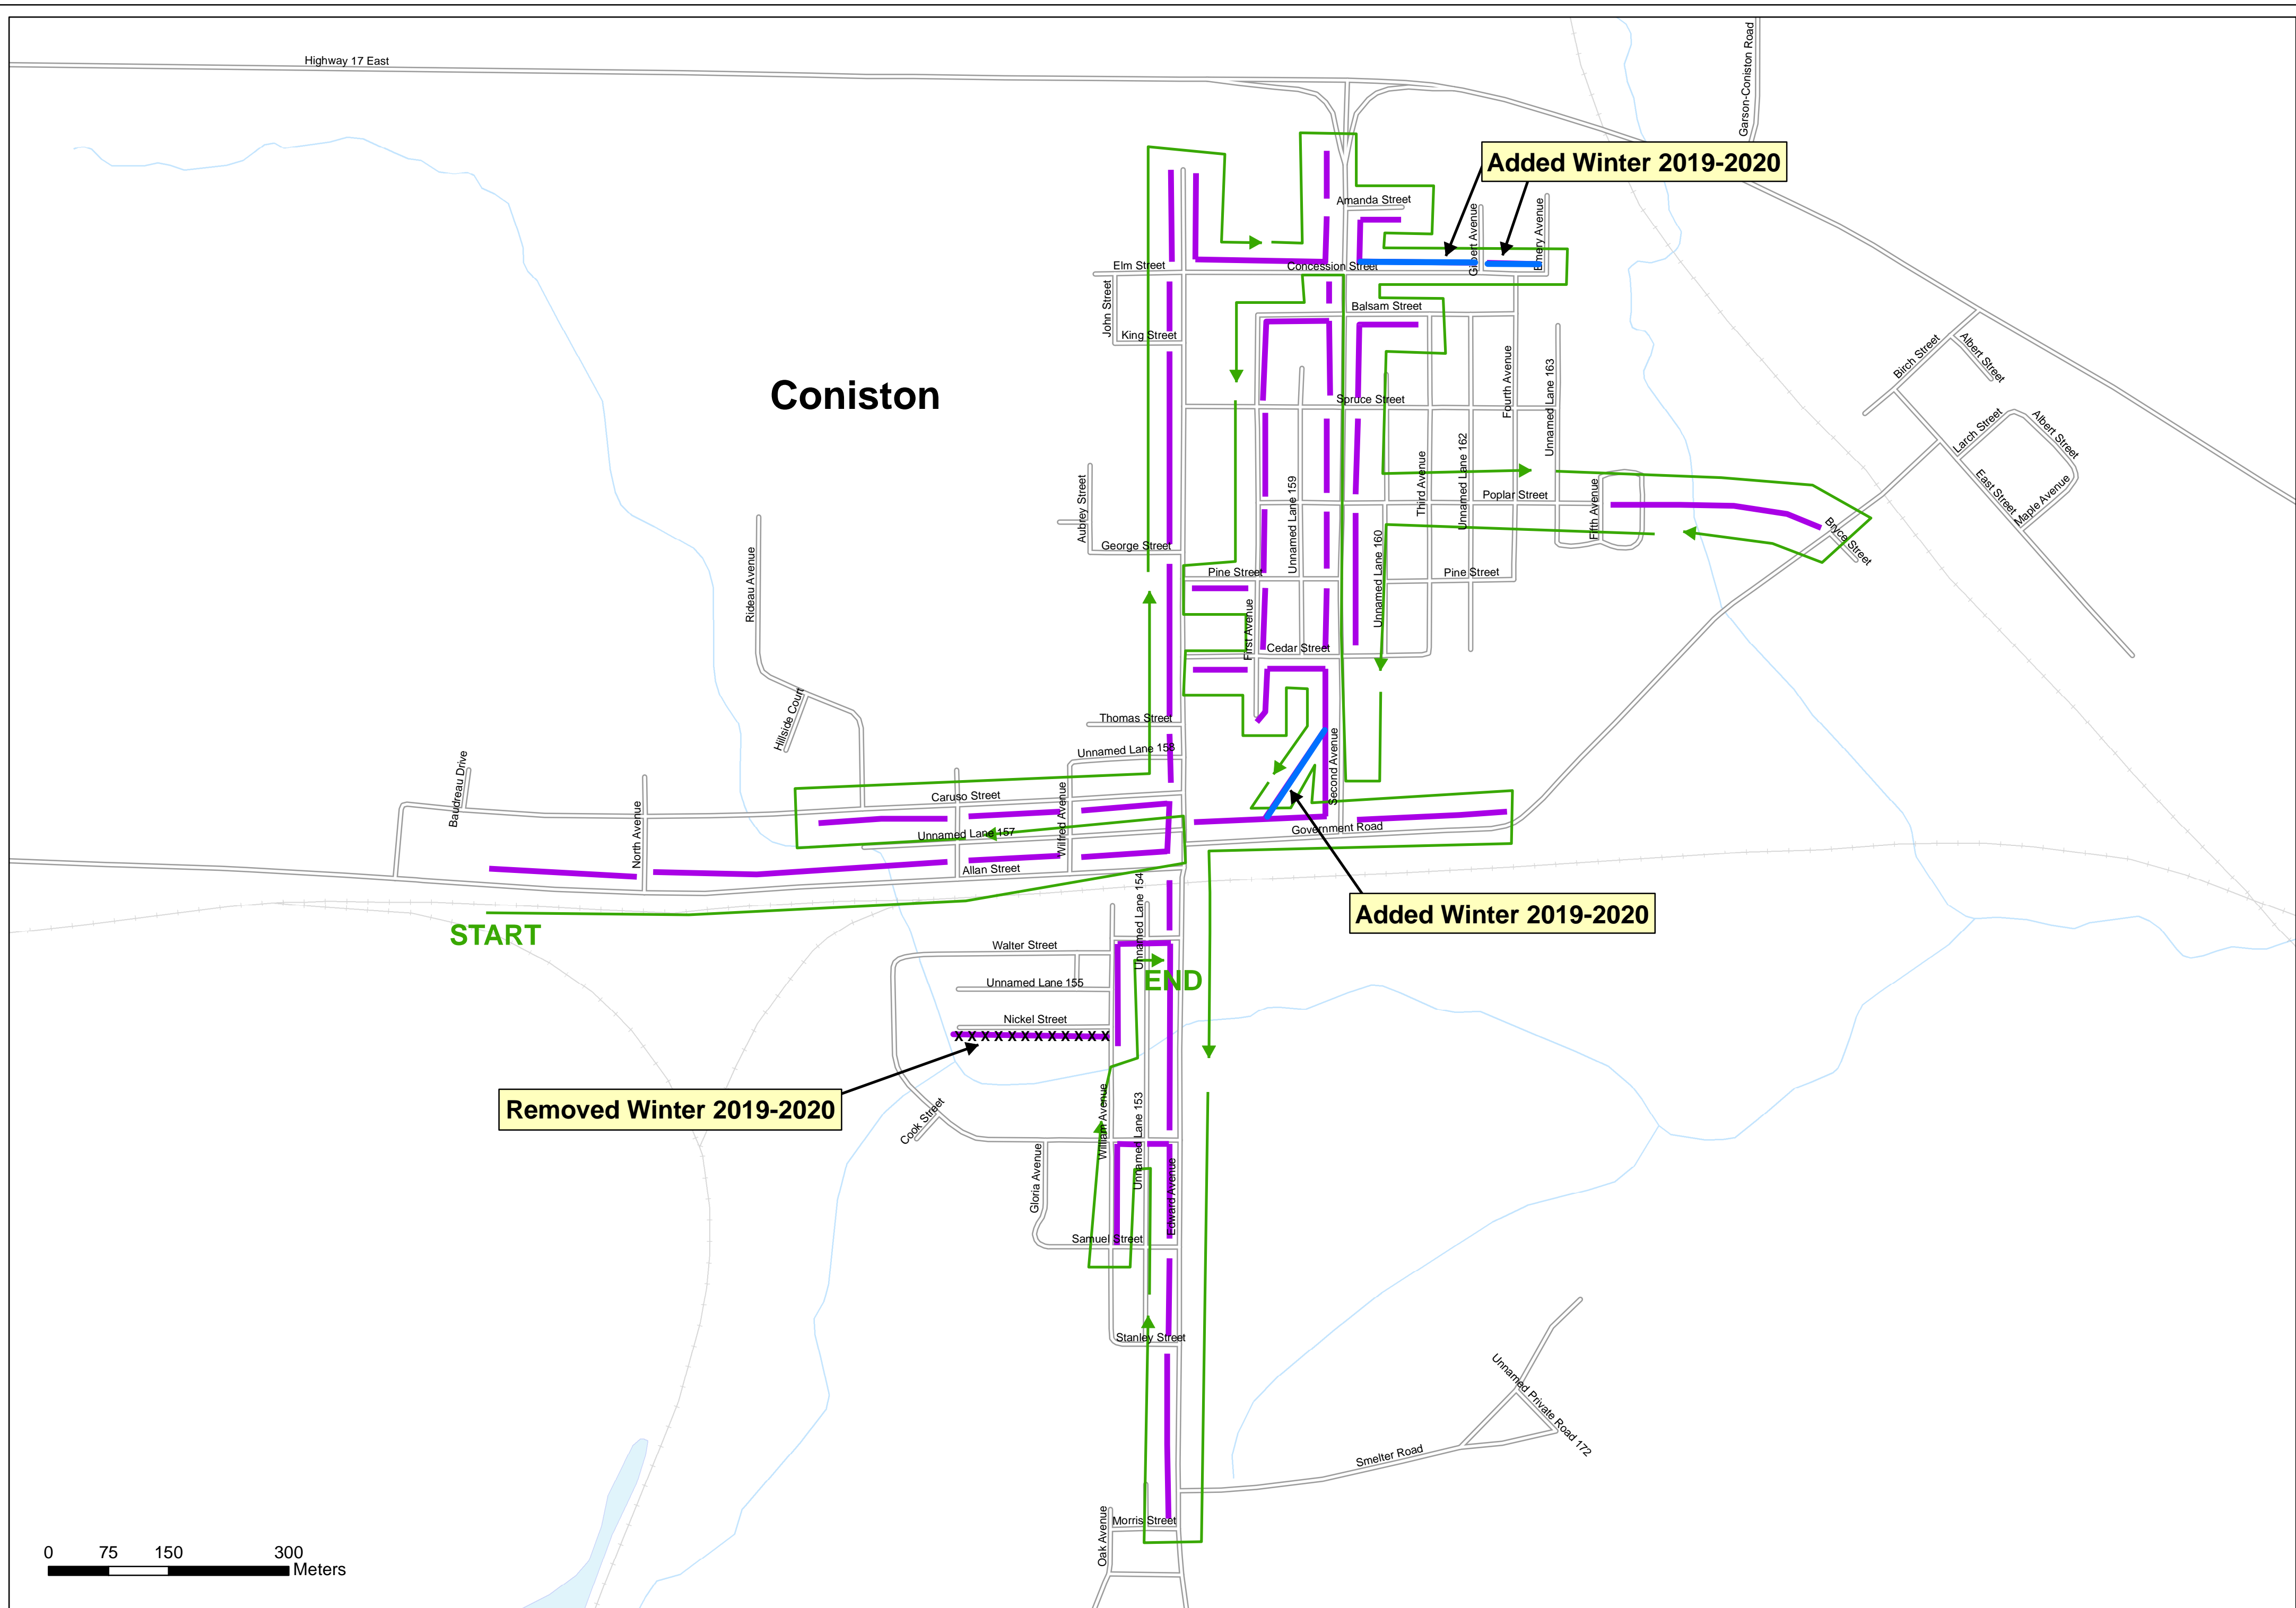 Highway 17 East
Garson-Coniston Road
Added Winter 2019-2020
Amanda Street
Gilbert Avenue
Emery Avenue
Elm Street
Concession Street
John Street
Balsam Street
King Street
Birch Street
Albert Street
Coniston
Fourth Avenue
Unnamed Lane 163
Spruce Street
Larch Street
Albert Street
Unnamed Lane 162
Third Avenue
Aubrey Street
Unnamed Lane 159
Poplar Street
East Street
Maple Avenue
Fifth Avenue
Bryce Street
George Street
Unnamed Lane 160
Pine Street
Pine Street
Rideau Avenue
First Avenue
Cedar Street
Hillside Court
Thomas Street
Unnamed Lane 158
Second Avenue
Baudreau Drive
Caruso Street
Wilfred Avenue
North Avenue
Unnamed Lane 157
Government Road
Allan Street
Unnamed Lane 154
Added Winter 2019-2020
START
Walter Street
END
Unnamed Lane 155
Nickel Street
X X X X X X X X X X X X
Removed Winter 2019-2020
Cook Street
William Avenue
Unnamed Lane 153
Gloria Avenue
Edward Avenue
Samuel Street
Stanley Street
Unnamed Private Road 172
Smelter Road
Morris Street
Oak Avenue
0 75 150 300
Meters